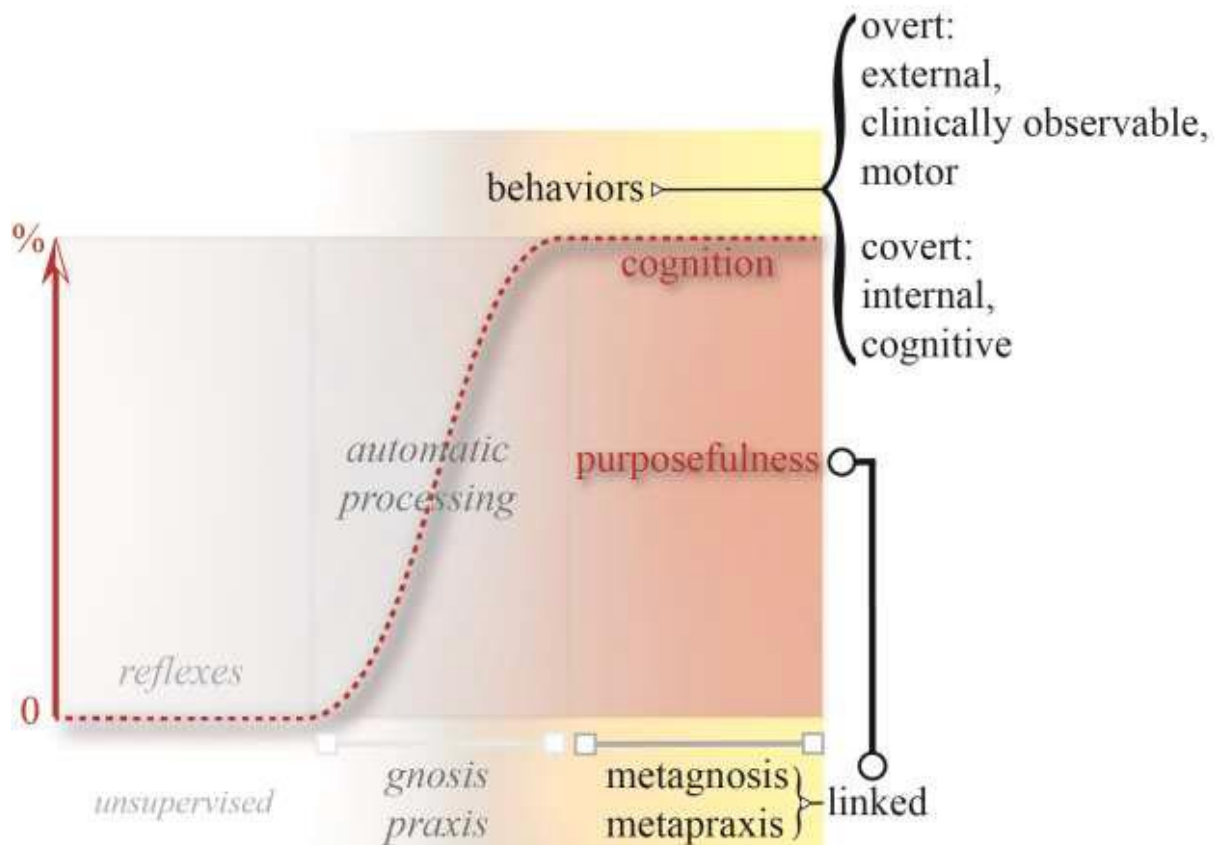 overt:
external,
clinically observable,
motor
behaviors
%
covert:
internal,
cognitive
cognition
automatic
processing
purposefulness
reflexes
0
unsupervised
gnosis
praxis
metagnosis
metapraxis
linked